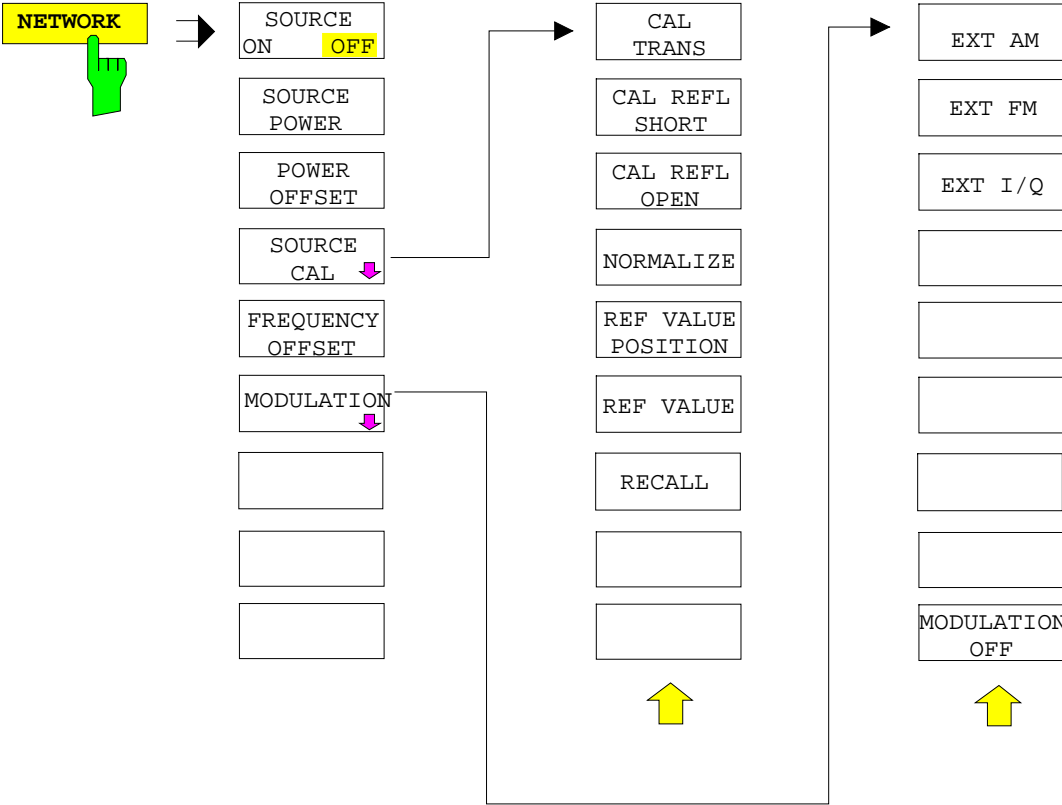 NETWORK
SOURCE
ON OFF
SOURCE
POWER
POWER
OFFSET
SOURCE
CAL
FREQUENCY
OFFSET
MODULATION
CAL
TRANS
CAL REFL
SHORT
CAL REFL
OPEN
NORMALIZE
REF VALUE
POSITION
REF VALUE
RECALL
EXT AM
EXT FM
EXT I/Q
MODULATION
OFF